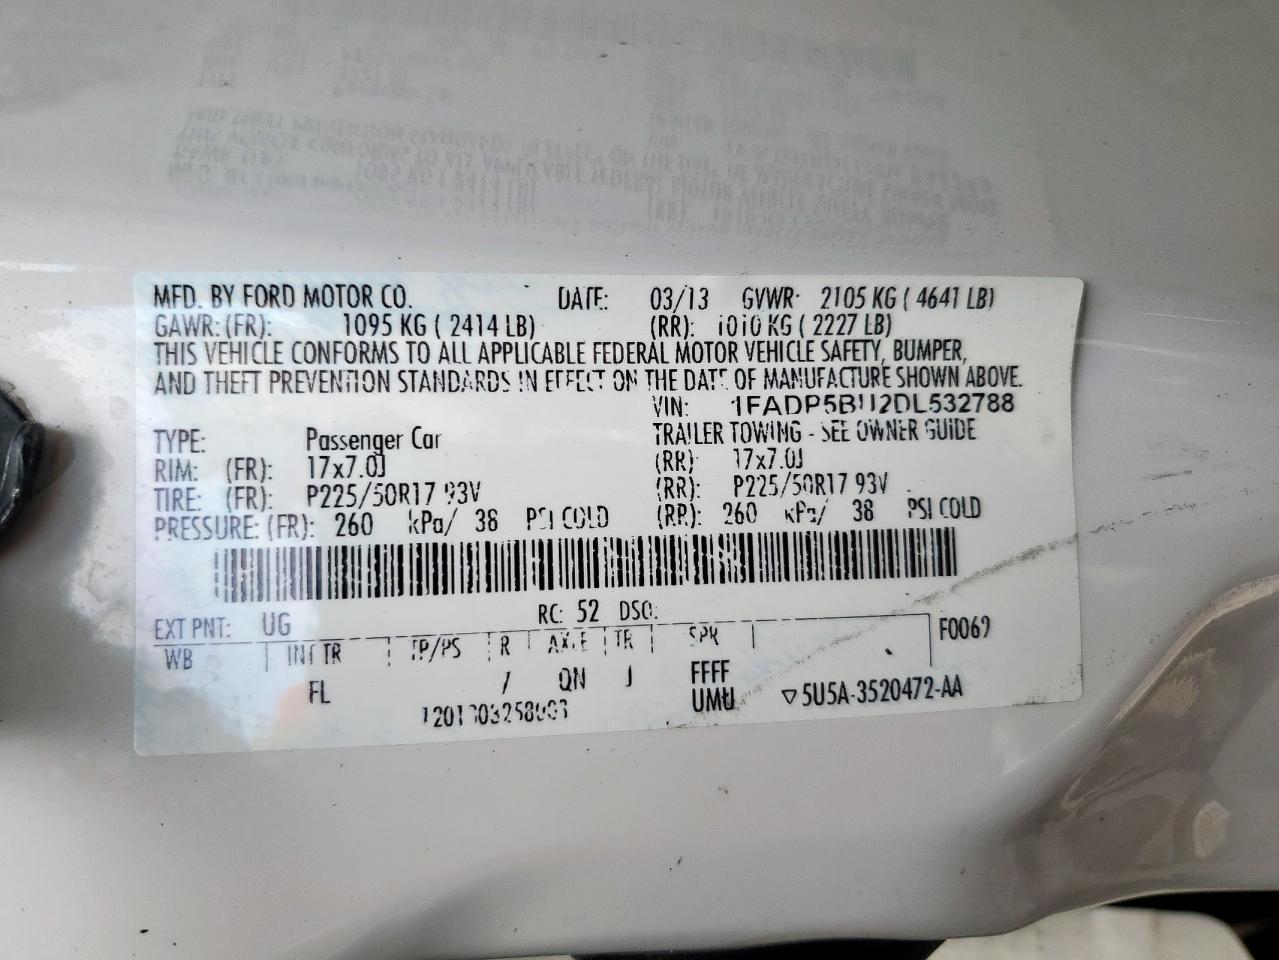 MFD. BY FORD MOTOR CO. DATE: 03/13 GVWR: 2105 KG ( 4641 LB)
GAWR: (FR): 1095 KG ( 2414 LB) (RR): 1010 KG ( 2227 LB)
THIS VEHICLE CONFORMS TO ALL APPLICABLE FEDERAL MOTOR VEHICLE SAFETY, BUMPER,
AND THEFT PREVENTION STANDARDS IN EFFECT ON THE DATE OF MANUFACTURE SHOWN ABOVE.
VIN: 1FADP5BU2DL532788
TYPE: Passenger Car TRAILER TOWING - SEE OWNER GUIDE
RIM: (FR): 17x7.0J (RR): 17x7.0J
TIRE: (FR): P225/50R17 93V (RR): P225/50R17 93V
PRESSURE: (FR): 260 kPa/ 38 PSI COLD (RR): 260 kPa/ 38 PSI COLD
EXT PNT: UG RC: 52 DSO: F0069
WB INT TR TP/PS R AXLE TR SPR
FL / QN J FFFF
UMU ▽5U5A-3520472-AA